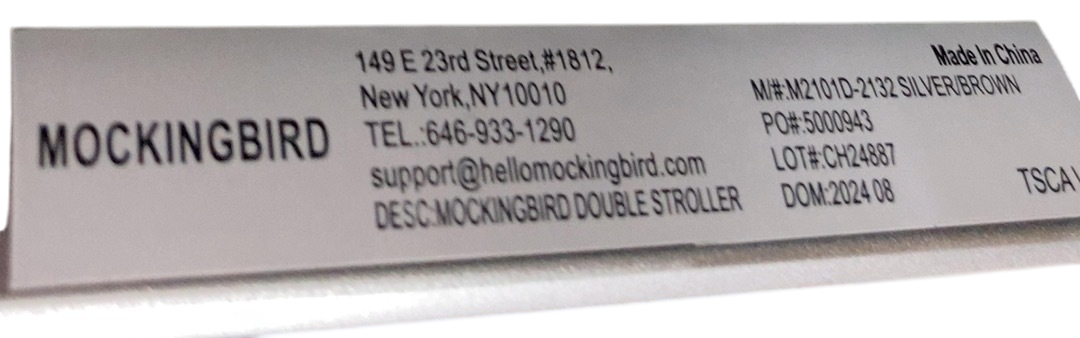 MOCKINGBIRD
149 E 23rd Street,#1812,
New York,NY10010
TEL.:646-933-1290
support@hellomockingbird.com
DESC:MOCKINGBIRD DOUBLE STROLLER
Made In China
M/#:M2101D-2132 SILVER/BROWN
PO#:5000943
LOT#:CH24887
DOM:2024 08
TSCA